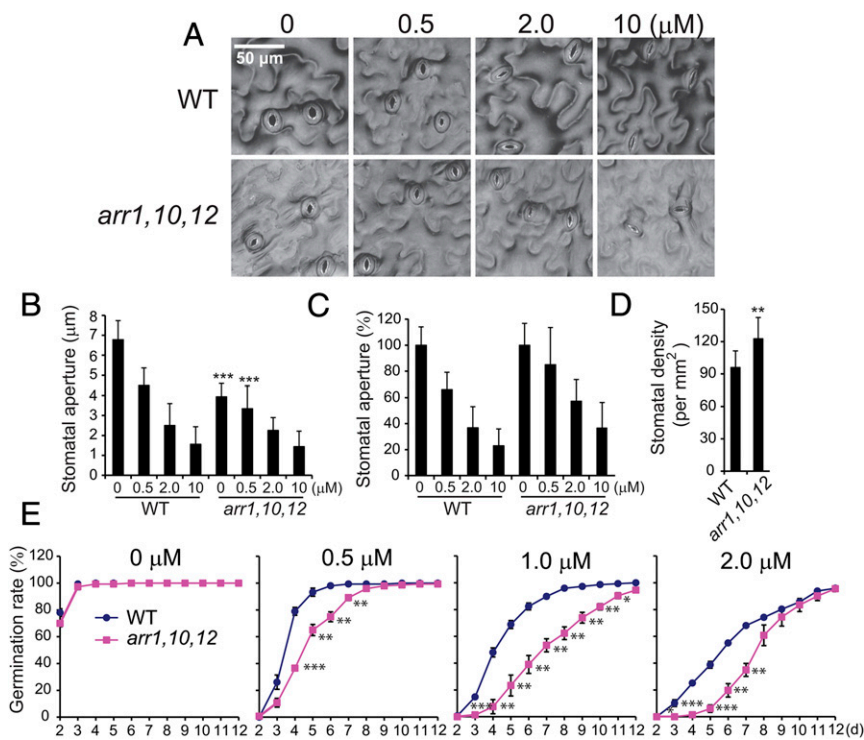 A
0 0.5 2.0 10 (μM)
50 μm
WT
arr1,10,12
B
Stomatal aperture (μm)
8
7
6
5
4
3
2
1
0
***
***
0 0.5 2.0 10 0 0.5 2.0 10 (μM)
WT arr1,10,12
C
Stomatal aperture (%)
120
100
80
60
40
20
0
0 0.5 2.0 10 0 0.5 2.0 10 (μM)
WT arr1,10,12
D
Stomatal density
(per mm²)
150
120
90
60
30
0
**
WT
arr1,10,12
E
Germination rate (%)
120
100
80
60
40
20
0
0 μM
WT
arr1,10,12
2 3 4 5 6 7 8 9 10 11 12
0.5 μM
***
**
**
**
2 3 4 5 6 7 8 9 10 11 12
1.0 μM
***
**
**
**
**
**
**
**
*
2 3 4 5 6 7 8 9 10 11 12
2.0 μM
*
***
***
**
**
2 3 4 5 6 7 8 9 10 11 12 (d)